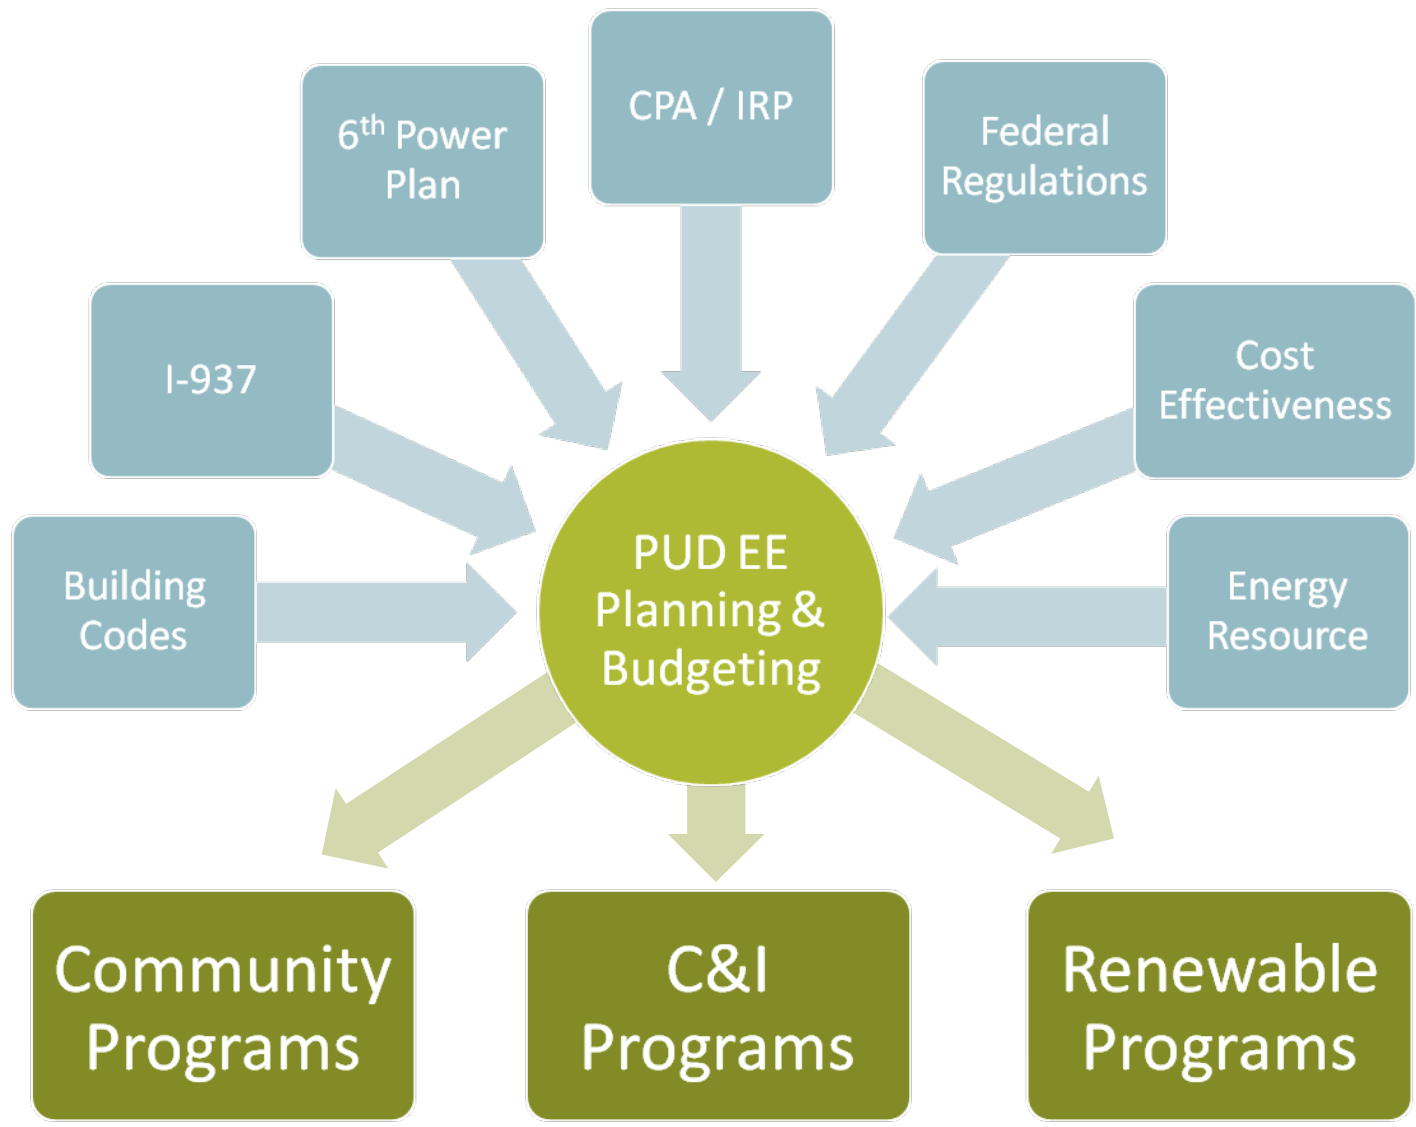 CPA / IRP
6th Power
Plan
Federal
Regulations
I-937
Cost
Effectiveness
Building
Codes
PUD EE
Planning &
Budgeting
Energy
Resource
Community
Programs
C&I
Programs
Renewable
Programs